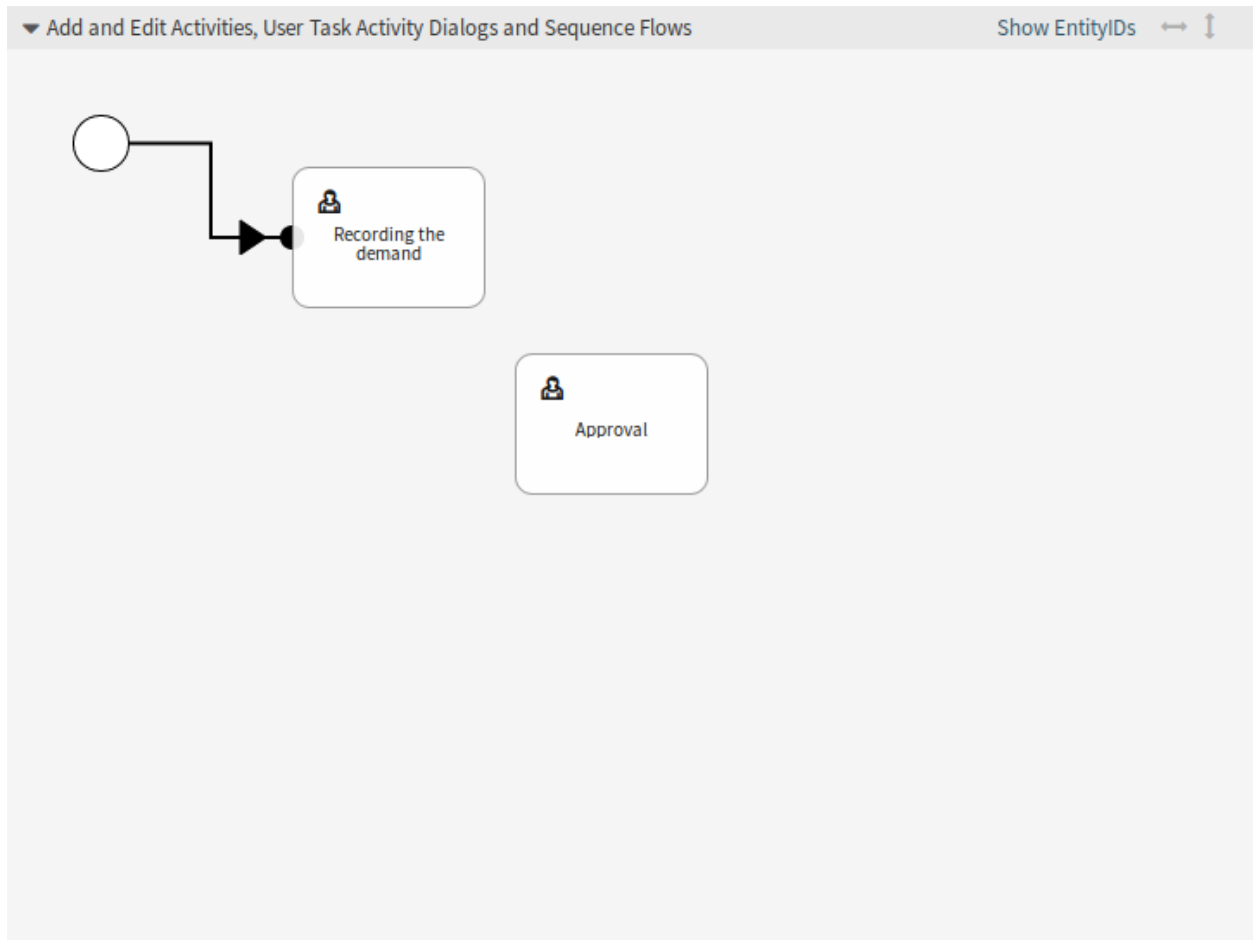 Add and Edit Activities, User Task Activity Dialogs and Sequence Flows
Show EntityIDs
Recording the
demand
Approval